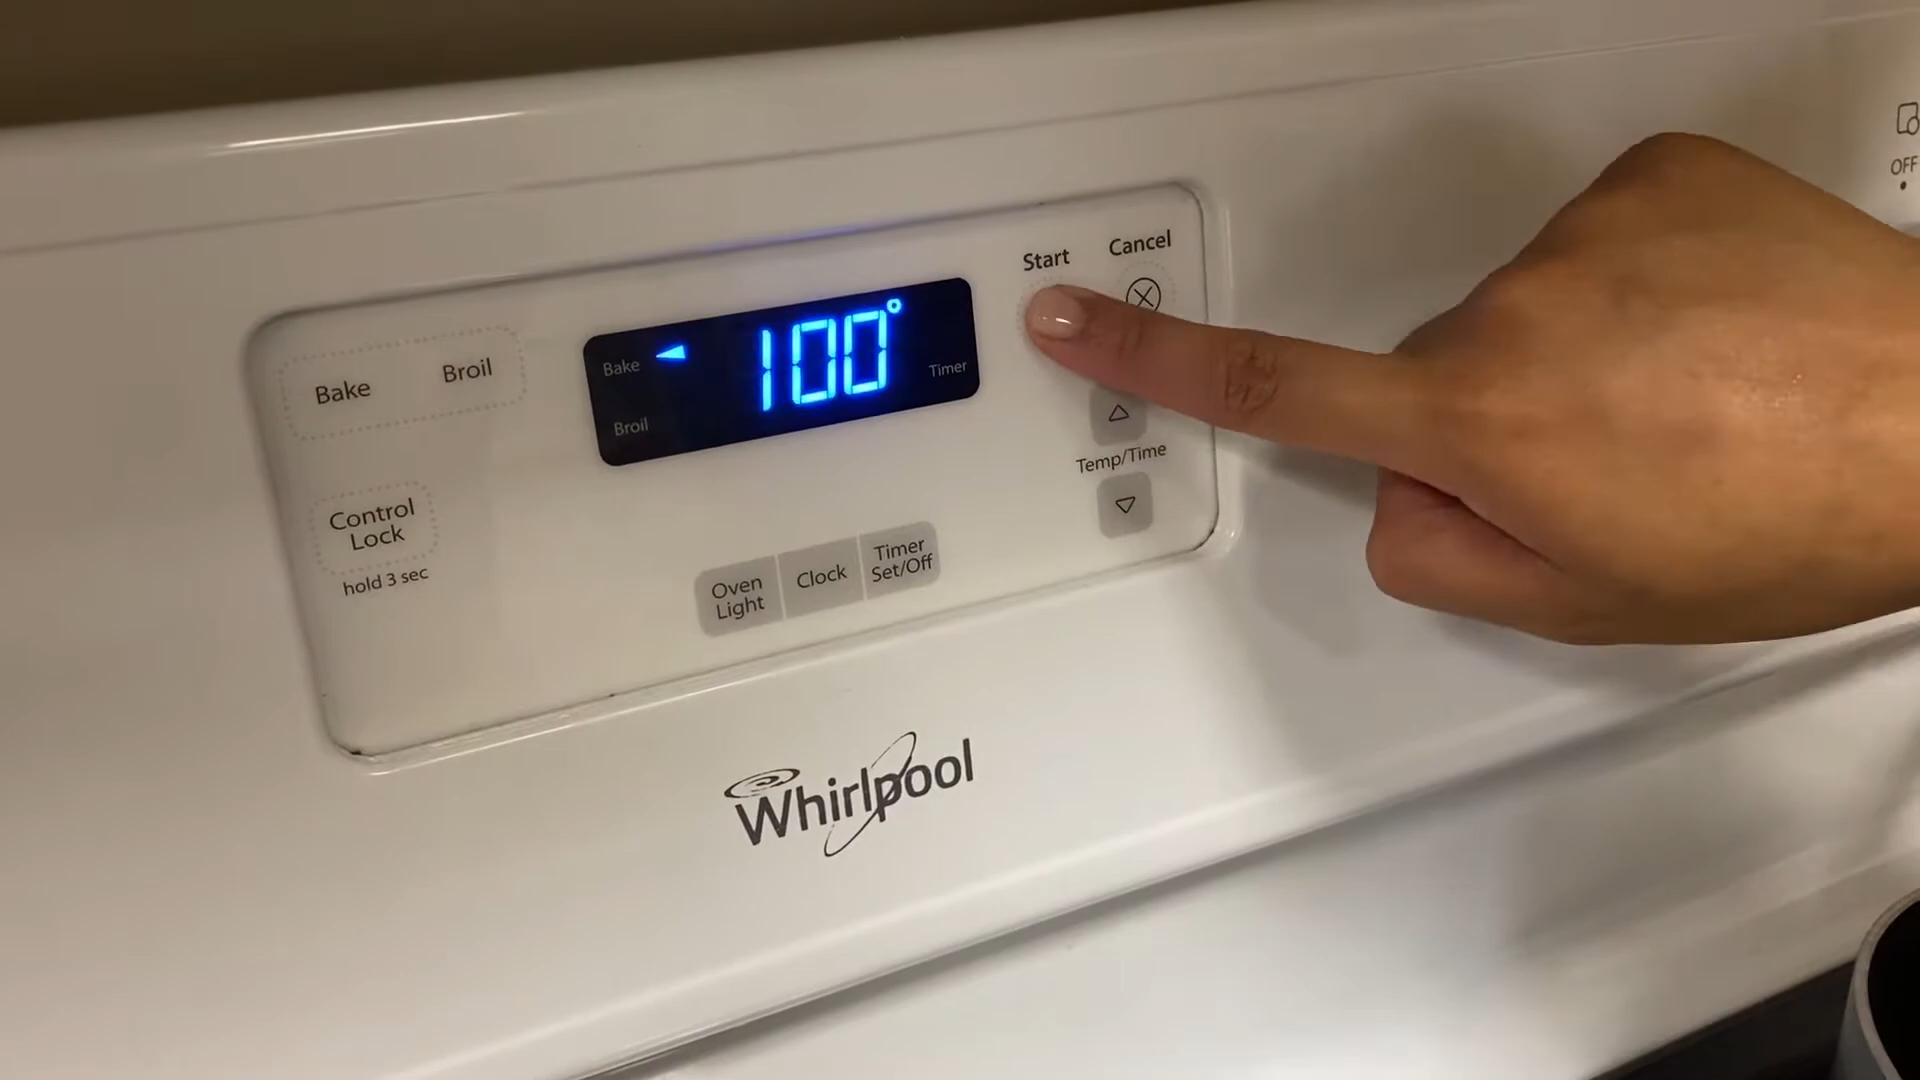 Start
Cancel
Bake
Broil
Bake
100°
Timer
Broil
Temp/Time
Control
Lock
hold 3 sec
Oven
Light
Clock
Timer
Set/Off
Whirlpool
OFF